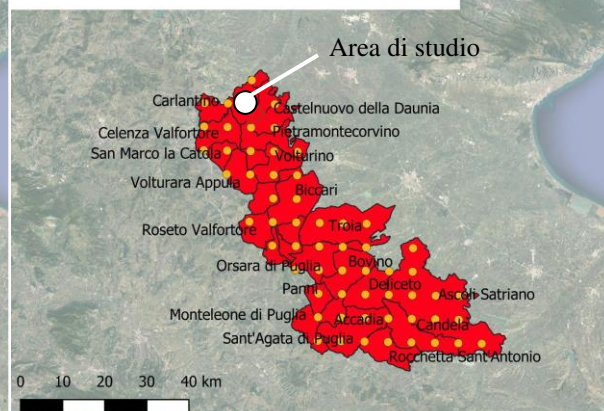 Area di studio
Carlantino
Castelnuovo della Daunia
Celenza Valfortore
Pietramontecorvino
San Marco la Catola
Volturino
Volturara Appula
Biccari
Roseto Valfortore
Troia
Orsara di Puglia
Bovino
Panni
Deliceto
Ascoli Satriano
Monteleone di Puglia
Accadia
Candela
Sant'Agata di Puglia
Rocchetta Sant'Antonio
0 10 20 30 40 km